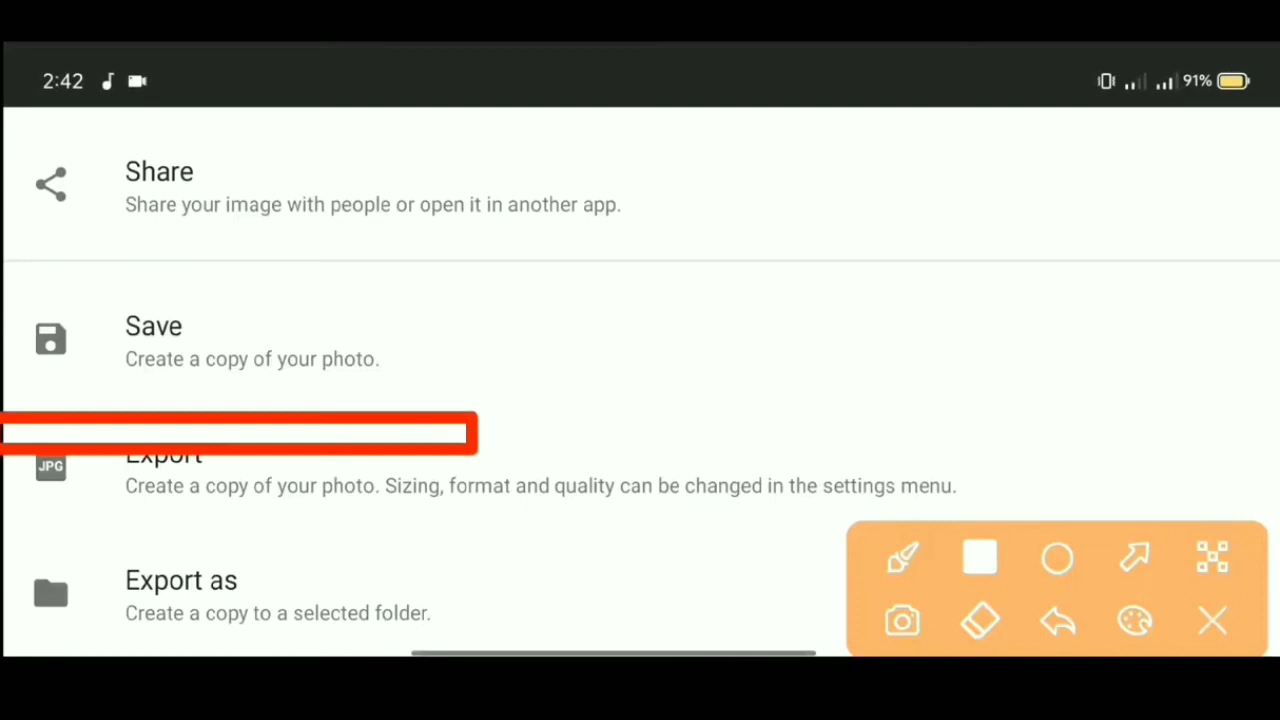 2:42
91%
Share
Share your image with people or open it in another app.
Save
Create a copy of your photo.
Export
JPG
Create a copy of your photo. Sizing, format and quality can be changed in the settings menu.
Export as
Create a copy to a selected folder.